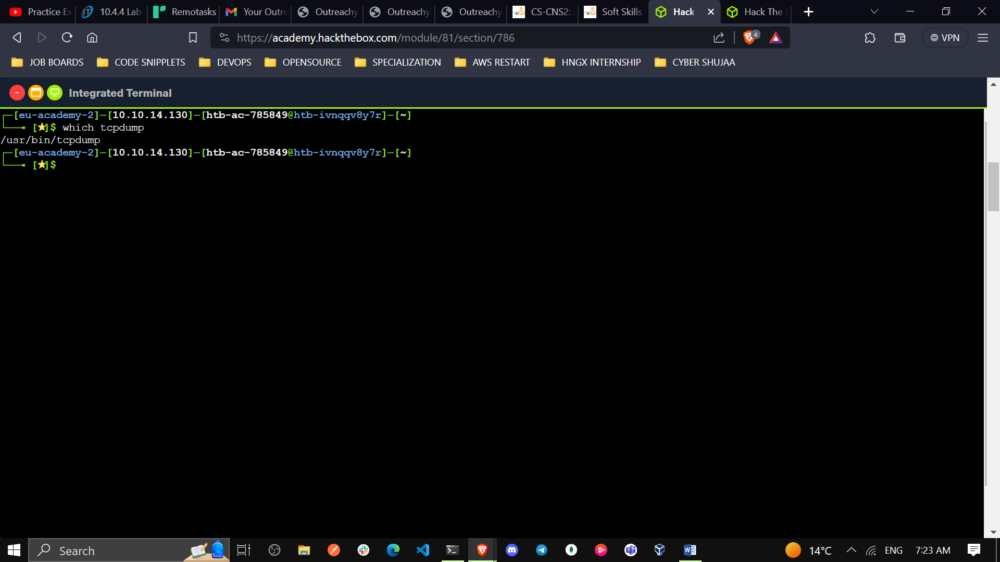 Practice Ex
10.4.4 Lab
Remotasks
Your Outre
Outreachy
Outreachy
Outreachy
CS-CNS2:
Soft Skills
Hack
Hack The
https://academy.hackthebox.com/module/81/section/786
4
VPN
JOB BOARDS
CODE SNIPPLETS
DEVOPS
OPENSOURCE
SPECIALIZATION
AWS RESTART
HNGX INTERNSHIP
CYBER SHUJAA
Integrated Terminal
┌─[eu-academy-2]─[10.10.14.130]─[htb-ac-785849@htb-ivnqqv8y7r]─[~]
└──╼ [★]$ which tcpdump
/usr/bin/tcpdump
┌─[eu-academy-2]─[10.10.14.130]─[htb-ac-785849@htb-ivnqqv8y7r]─[~]
└──╼ [★]$
Search
14°C
ENG
7:23 AM